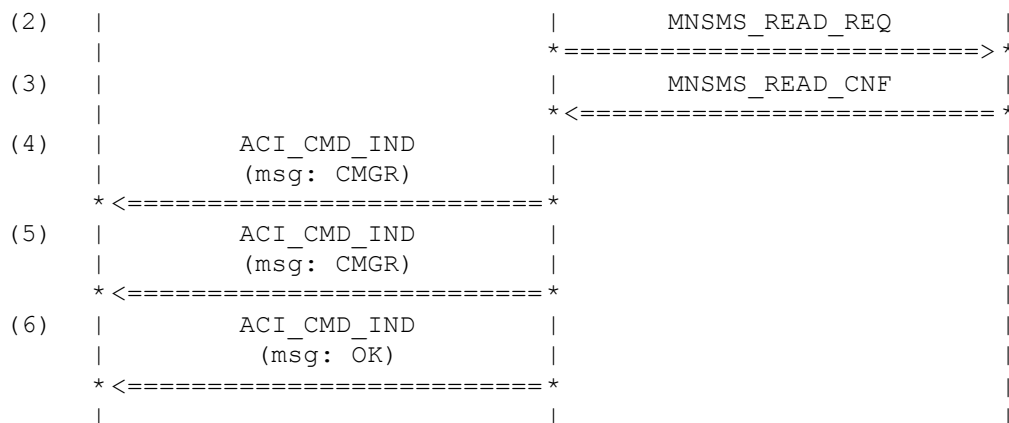 (2) | | MNSMS_READ_REQ |
| *==========================>*
(3) | | MNSMS_READ_CNF |
| *<==========================*
(4) | ACI_CMD_IND | |
| (msg: CMGR) | |
*<==========================* |
(5) | ACI_CMD_IND | |
| (msg: CMGR) | |
*<==========================* |
(6) | ACI_CMD_IND | |
| (msg: OK) | |
*<==========================* |
| | |